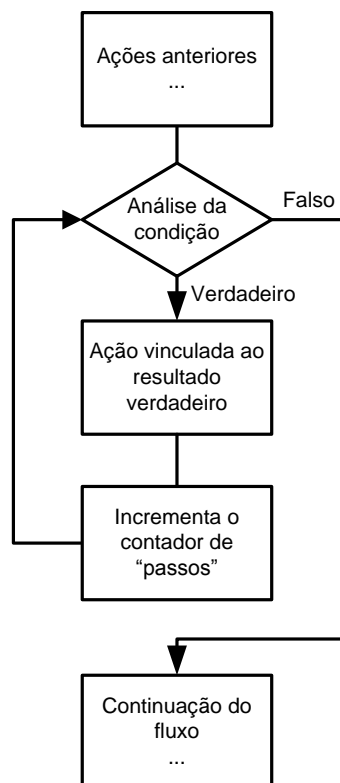 Ações anteriores
...
Análise da
condição
Falso
Verdadeiro
Ação vinculada ao
resultado
verdadeiro
Incrementa o
contador de
“passos”
Continuação do
fluxo
...